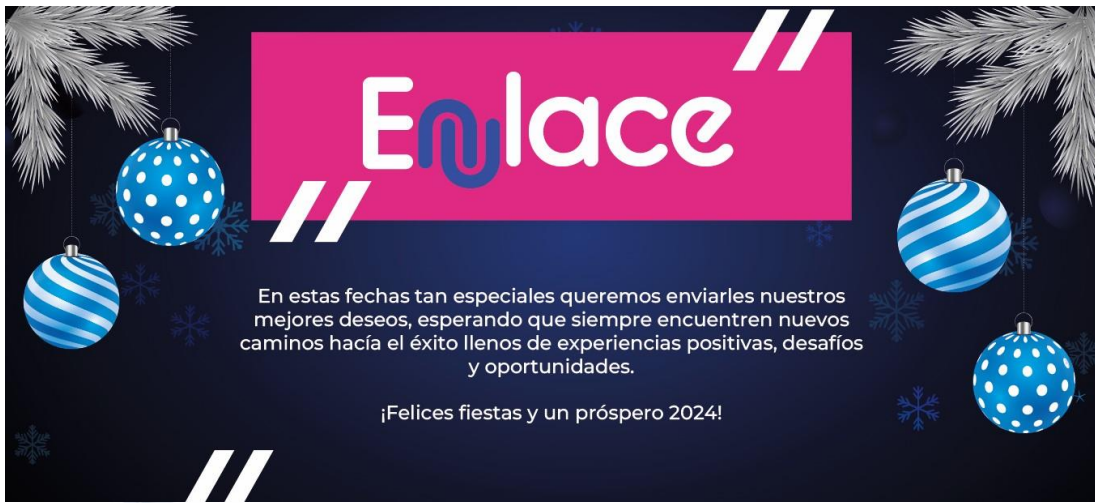 Enlace
En estas fechas tan especiales queremos enviarles nuestros
mejores deseos, esperando que siempre encuentren nuevos
caminos hacía el éxito llenos de experiencias positivas, desafíos
y oportunidades.
¡Felices fiestas y un próspero 2024!